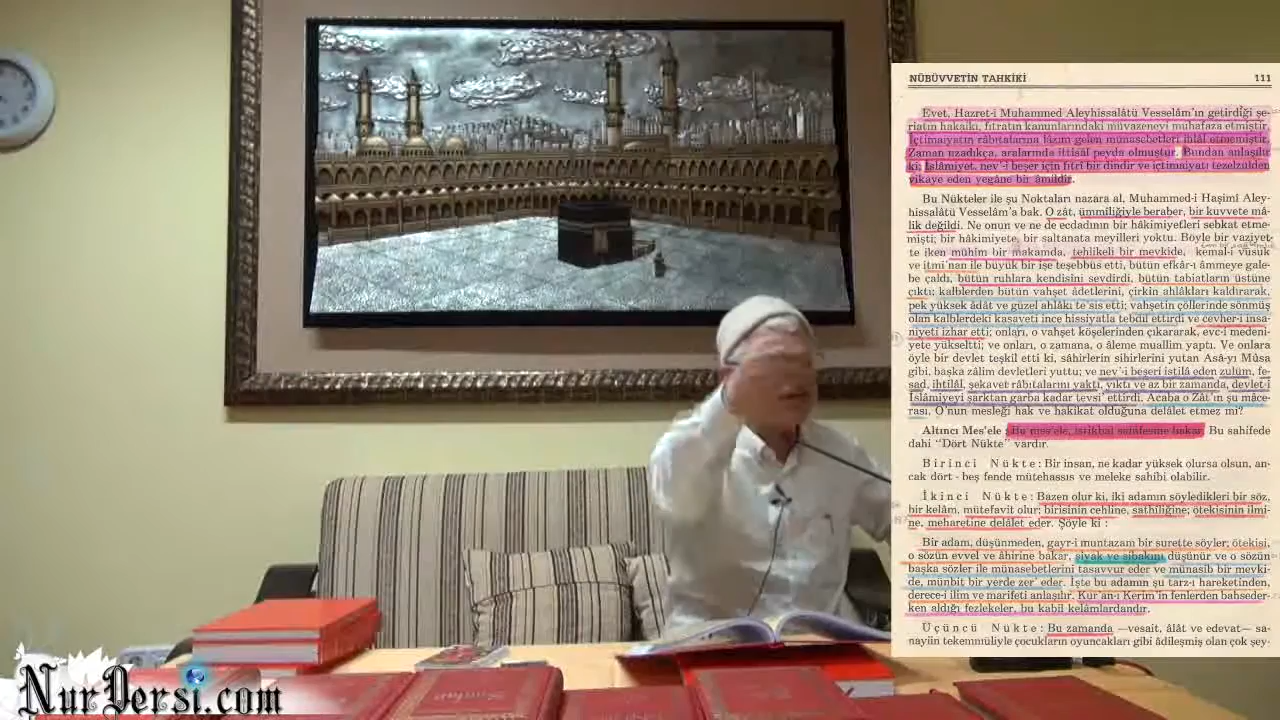 NÜBÜVVETİN TAHKİKİ 111
Evet, Hazret-i Muhammed Aleyhissalâtü Vesselâm'ın getirdiği şe-
riatın hakaiki, fıtratın kanunlarındaki müvazeneyi muhafaza etmiştir.
İçtimaiyatın râbıtalarına lâzım gelen münasebetleri ihlâl etmemiştir.
Zaman uzadıkça, aralarında ittisâl peyda olmuştur. Bundan anlaşılır
ki; İslâmiyet, nev'-i beşer için fıtrî bir dindir ve içtimaiyatı tezelzülden
vikaye eden yegâne bir âmildir.
Bu Nükteler ile şu Noktaları nazara al, Muhammed-i Haşimî Aley-
hissalâtü Vesselâm'a bak. O zât, ümmiliğiyle beraber, bir kuvvete mâ-
lik değildi. Ne onun ve ne de ecdadının bir hâkimiyetleri sebkat etme-
mişti; bir hâkimiyete, bir saltanata meyilleri yoktu. Böyle bir vaziyet-
te iken mühim bir makamda, tehlikeli bir mevkide, kemal-i vüsuk
ve itmi'nan ile büyük bir işe teşebbüs etti, bütün efkâr-ı âmmeye gale-
be çaldı, bütün ruhlara kendisini sevdirdi, bütün tabiatların üstüne
çıktı; kalblerden bütün vahşet âdetlerini, çirkin ahlâkları kaldırarak,
pek yüksek âdât ve güzel ahlâkı te'sis etti; vahşetin çöllerinde sönmüş
olan kalblerdeki kasaveti ince hissiyatla tebdil ettirdi ve cevher-i insa-
niyeti izhar etti; onları, o vahşet köşelerinden çıkararak, evc-i medeni-
yete yükseltti; ve onları, o zamana, o âleme muallim yaptı. Ve onlara
öyle bir devlet teşkil etti ki, sâhirlerin sihirlerini yutan Asâ-yı Mûsa
gibi, başka zâlim devletleri yuttu; ve nev'-i beşeri istilâ eden zulüm, fe-
sad, ihtilâl, şekavet râbıtalarını yaktı, yıktı ve az bir zamanda, devlet-i
İslâmiyeyi şarktan garba kadar tevsi' ettirdi. Acaba o Zât'ın şu mâce-
rası, O'nun mesleği hak ve hakikat olduğuna delâlet etmez mi?
Altıncı Mes'ele : Bu mes'ele, istikbal sahifesine bakar. Bu sahifede
dahi "Dört Nükte" vardır.
Birinci Nükte: Bir insan, ne kadar yüksek olursa olsun, an-
cak dört - beş fende mütehassıs ve meleke sahibi olabilir.
İkinci Nükte: Bazen olur ki, iki adamın söyledikleri bir söz,
bir kelâm, mütefavit olur; birisinin cehline, sathiliğine; ötekisinin ilmi-
ne, meharetine delâlet eder. Şöyle ki :
Bir adam, düşünmeden, gayr-i muntazam bir surette söyler; ötekisi,
o sözün evvel ve âhirine bakar, siyak ve sibakını düşünür ve o sözün
başka sözler ile münasebetlerini tasavvur eder ve münasib bir mevki-
de, münbit bir yerde zer' eder. İşte bu adamın şu tarz-ı hareketinden,
derece-i ilim ve marifeti anlaşılır. Kur'an-ı Kerim'in fenlerden bahseder-
ken aldığı fezlekeler, bu kabil kelâmlardandır.
Üçüncü Nükte: Bu zamanda —vesait, âlât ve edevat— sa-
nayiin tekemmülüyle çocukların oyuncakları gibi âdileşmiş olan çok şey-
NurDersi.com